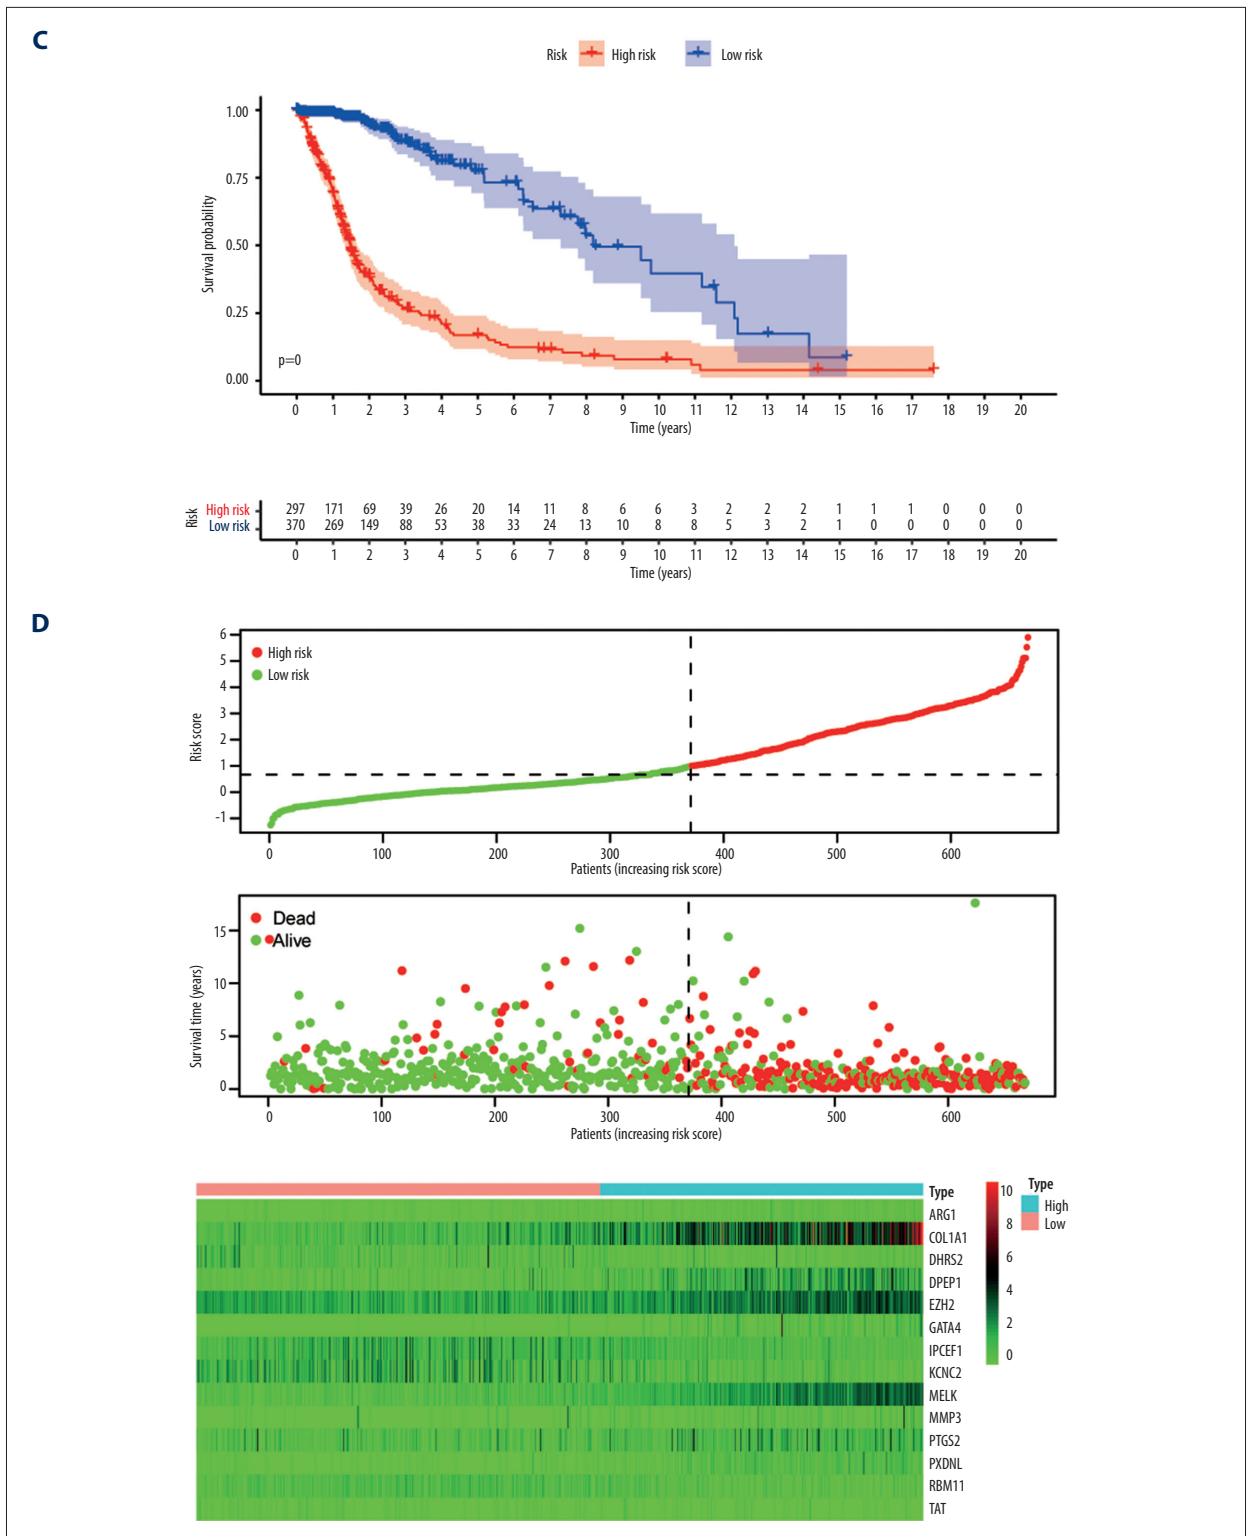 C
Risk High risk Low risk
1.00
0.75
0.50
0.25
0.00
Survival probability
p=0
0 1 2 3 4 5 6 7 8 9 10 11 12 13 14 15 16 17 18 19 20
Time (years)
Risk
High risk 297 171 69 39 26 20 14 11 8 6 6 3 2 2 2 1 1 1 0 0 0
Low risk 370 269 149 88 53 38 33 24 13 10 8 8 5 3 2 1 0 0 0 0 0
0 1 2 3 4 5 6 7 8 9 10 11 12 13 14 15 16 17 18 19 20
Time (years)
D
6
5
4
3
2
1
0
-1
Risk score
High risk
Low risk
0 100 200 300 400 500 600
Patients (increasing risk score)
15
10
5
0
Survival time (years)
Dead
Alive
0 100 200 300 400 500 600
Patients (increasing risk score)
Type
ARG1
COL1A1
DHRS2
DPEP1
EZH2
GATA4
IPCEF1
KCNC2
MELK
MMP3
PTGS2
PXDNL
RBM11
TAT
10
8
6
4
2
0
Type
High
Low